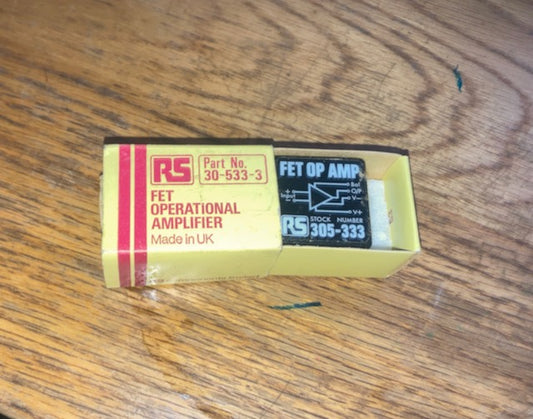 RS
Part No.
30-533-3
FET
OPERATIONAL
AMPLIFIER
Made in UK
FET OP AMP
Bal
O/P
V–
V+
+
Input
–
RS
STOCK NUMBER
305-333